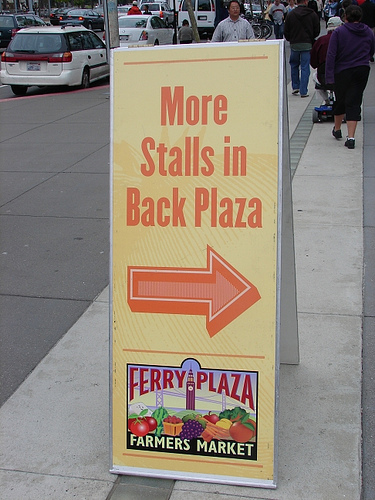 More
Stalls in
Back Plaza
FERRY PLAZA
FARMERS MARKET